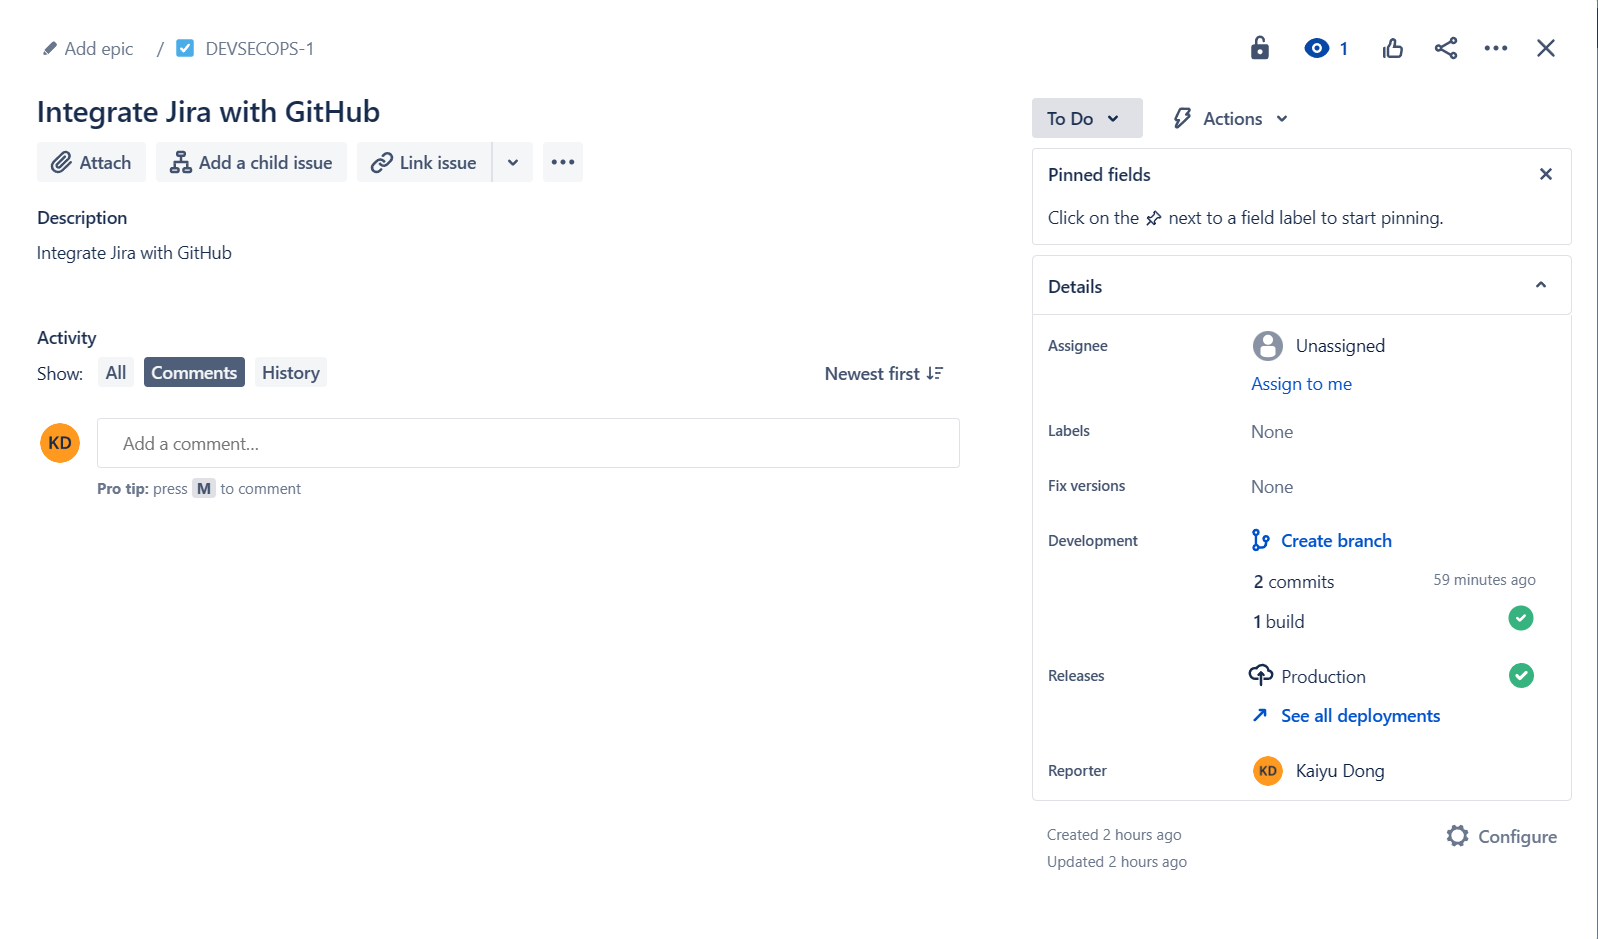 Add epic / DEVSECOPS-1
1
Integrate Jira with GitHub
Attach Add a child issue Link issue
Description
Integrate Jira with GitHub
Activity
Show: All Comments History Newest first
KD Add a comment...
Pro tip: press M to comment
To Do Actions
Pinned fields
Click on the next to a field label to start pinning.
Details
Assignee Unassigned
Assign to me
Labels None
Fix versions None
Development Create branch
2 commits 59 minutes ago
1 build
Releases Production
See all deployments
Reporter KD Kaiyu Dong
Created 2 hours ago Configure
Updated 2 hours ago